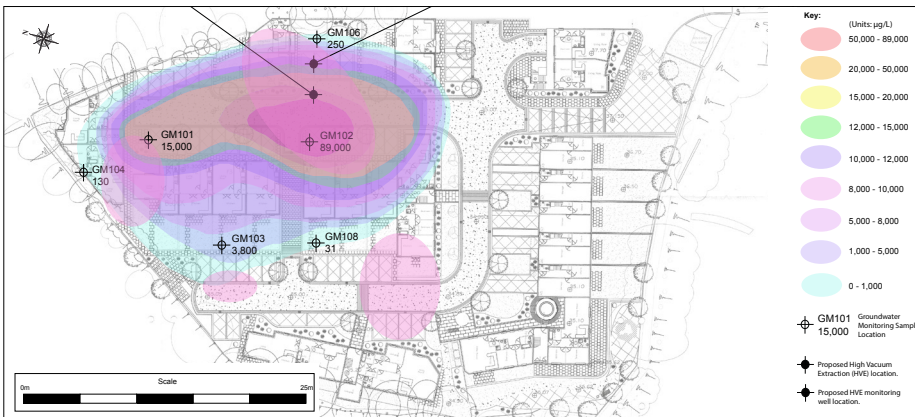 GM106
250
GM101
15,000
GM102
89,000
GM104
130
GM103
3,800
GM108
31
Scale
0m
25m
Key:
(Units: µg/L)
50,000 - 89,000
20,000 - 50,000
15,000 - 20,000
12,000 - 15,000
10,000 - 12,000
8,000 - 10,000
5,000 - 8,000
1,000 - 5,000
0 - 1,000
GM101
15,000
Groundwater
Monitoring Sampl
Location
Proposed High Vacuum
Extraction (HVE) location.
Proposed HVE monitoring
well location.